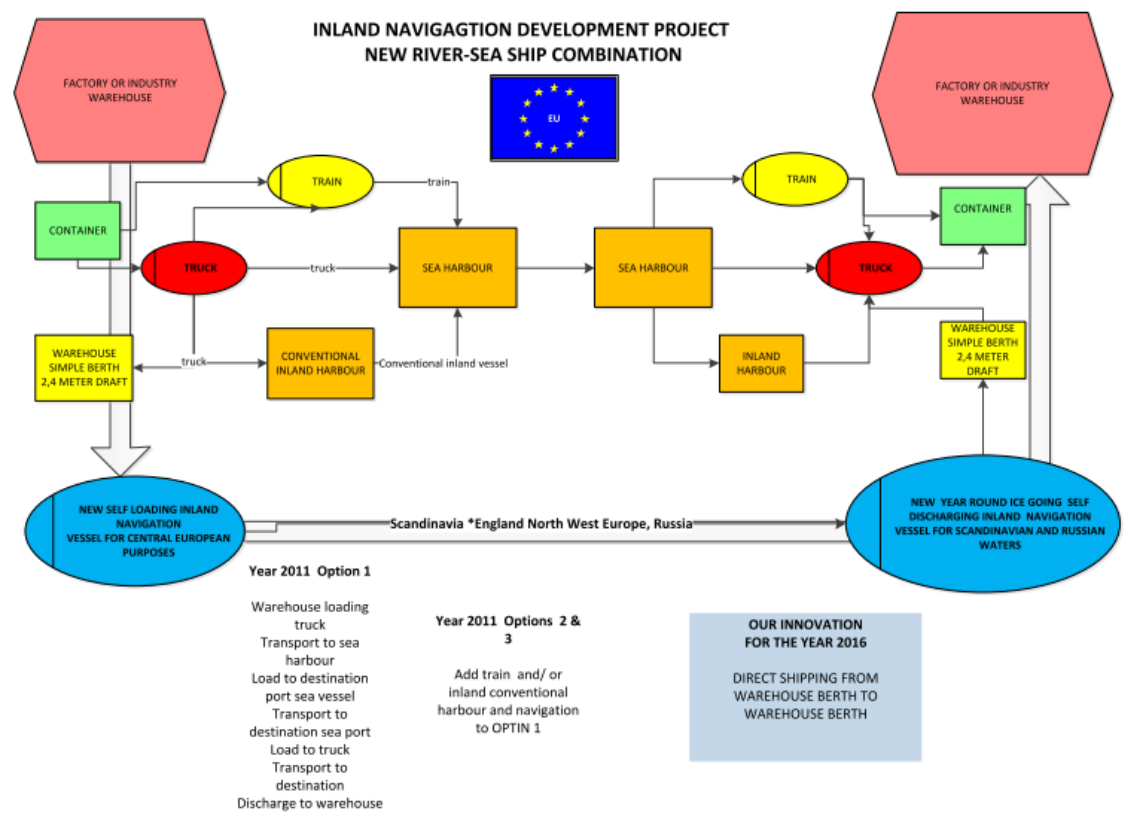 INLAND NAVIGAGTION DEVELOPMENT PROJECT
NEW RIVER-SEA SHIP COMBINATION
FACTORY OR INDUSTRY
WAREHOUSE
EU
FACTORY OR INDUSTRY
WAREHOUSE
TRAIN
train
CONTAINER
TRUCK
truck
SEA HARBOUR
SEA HARBOUR
TRAIN
CONTAINER
TRUCK
WAREHOUSE
SIMPLE BERTH
2,4 METER DRAFT
truck
CONVENTIONAL
INLAND HARBOUR
Conventional inland vessel
INLAND
HARBOUR
WAREHOUSE
SIMPLE BERTH
2,4 METER
DRAFT
NEW SELF LOADING INLAND
NAVIGATION
VESSEL FOR CENTRAL EUROPEAN
PURPOSES
Scandinavia *England North West Europe, Russia
NEW YEAR ROUND ICE GOING SELF
DISCHARGING INLAND NAVIGATION
VESSEL FOR SCANDINAVIAN AND RUSSIAN
WATERS
Year 2011 Option 1
Warehouse loading
truck
Transport to sea
harbour
Load to destination
port sea vessel
Transport to
destination sea port
Load to truck
Transport to
destination
Discharge to warehouse
Year 2011 Options 2 &
3
Add train and/ or
inland conventional
harbour and navigation
to OPTIN 1
OUR INNOVATION
FOR THE YEAR 2016
DIRECT SHIPPING FROM
WAREHOUSE BERTH TO
WAREHOUSE BERTH